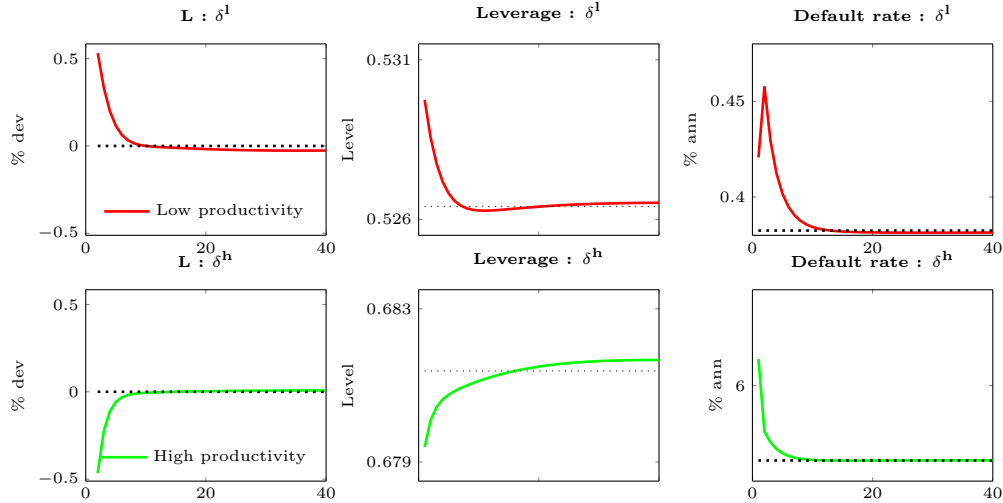 L : δ^l
Leverage : δ^l
Default rate : δ^l
% dev
0.5
0
−0.5
Low productivity
0
20
40
Level
0.531
0.526
% ann
0.45
0.4
0
20
40
L : δ^h
Leverage : δ^h
Default rate : δ^h
% dev
0.5
0
−0.5
High productivity
0
20
40
Level
0.683
0.679
% ann
6
0
20
40